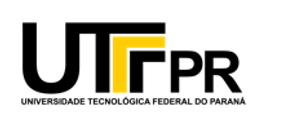 UTFPR
UNIVERSIDADE TECNOLÓGICA FEDERAL DO PARANÁ